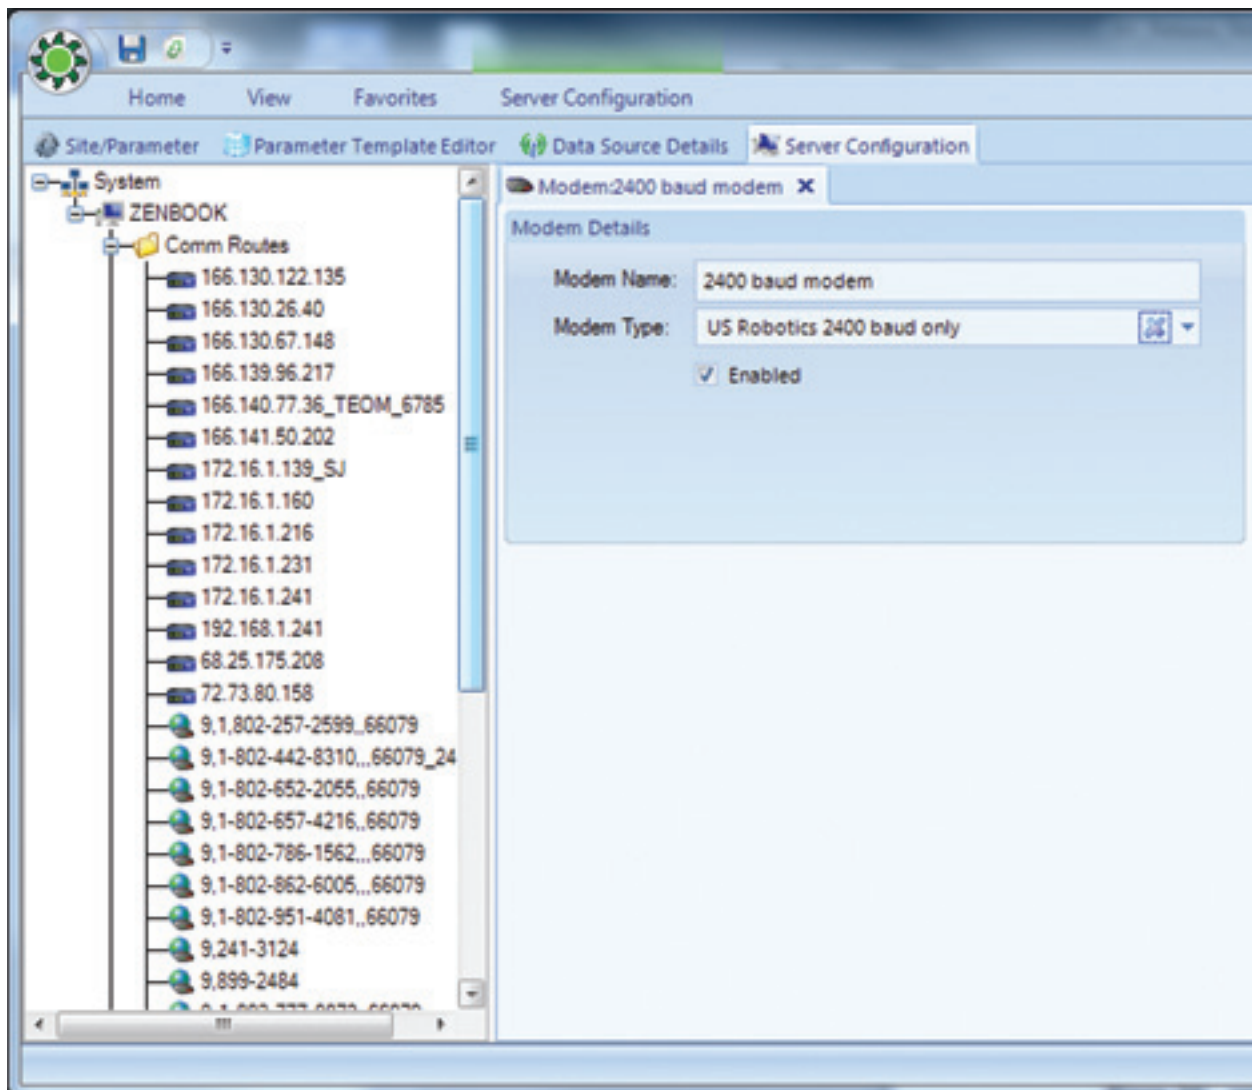 Home View Favorites Server Configuration
Site/Parameter Parameter Template Editor Data Source Details Server Configuration
System
ZENBOOK
Comm Routes
166.130.122.135
166.130.26.40
166.130.67.148
166.139.96.217
166.140.77.36_TEOM_6785
166.141.50.202
172.16.1.139_SJ
172.16.1.160
172.16.1.216
172.16.1.231
172.16.1.241
192.168.1.241
68.25.175.208
72.73.80.158
9,1,802-257-2599,,66079
9,1-802-442-8310,,,66079_24
9,1-802-652-2055,,66079
9,1-802-657-4216,,66079
9,1-802-786-1562,,,66079
9,1-802-862-6005,,,66079
9,1-802-951-4081,,66079
9,241-3124
9,899-2484
Modem:2400 baud modem
Modem Details
Modem Name: 2400 baud modem
Modem Type: US Robotics 2400 baud only
Enabled